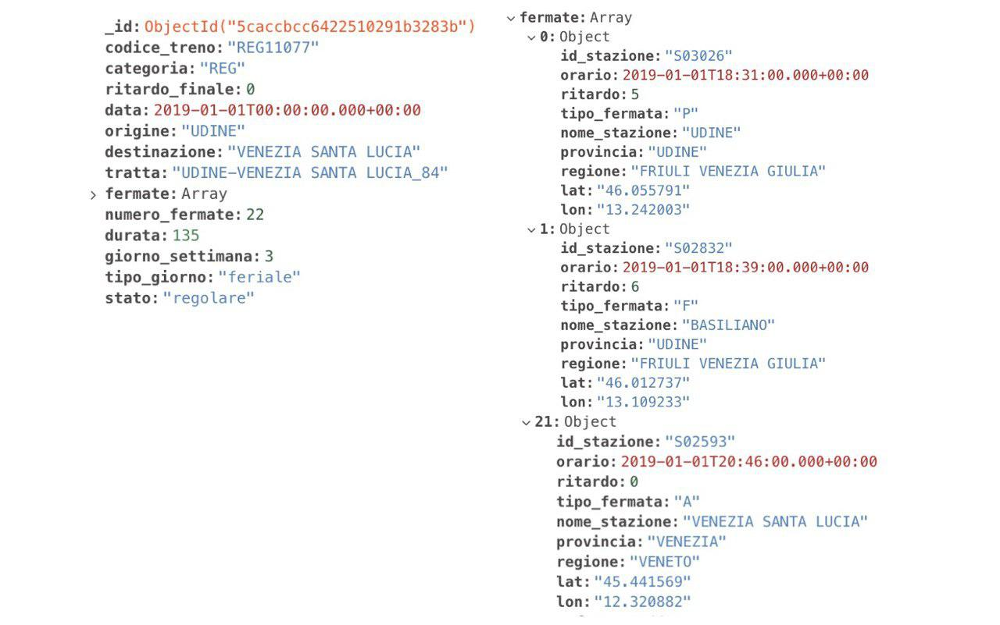 _id: ObjectId("5caccbcc6422510291b3283b")
codice_treno: "REG11077"
categoria: "REG"
ritardo_finale: 0
data: 2019-01-01T00:00:00.000+00:00
origine: "UDINE"
destinazione: "VENEZIA SANTA LUCIA"
tratta: "UDINE-VENEZIA SANTA LUCIA_84"
fermate: Array
numero_fermate: 22
durata: 135
giorno_settimana: 3
tipo_giorno: "feriale"
stato: "regolare"
fermate: Array
0: Object
id_stazione: "S03026"
orario: 2019-01-01T18:31:00.000+00:00
ritardo: 5
tipo_fermata: "P"
nome_stazione: "UDINE"
provincia: "UDINE"
regione: "FRIULI VENEZIA GIULIA"
lat: "46.055791"
lon: "13.242003"
1: Object
id_stazione: "S02832"
orario: 2019-01-01T18:39:00.000+00:00
ritardo: 6
tipo_fermata: "F"
nome_stazione: "BASILIANO"
provincia: "UDINE"
regione: "FRIULI VENEZIA GIULIA"
lat: "46.012737"
lon: "13.109233"
21: Object
id_stazione: "S02593"
orario: 2019-01-01T20:46:00.000+00:00
ritardo: 0
tipo_fermata: "A"
nome_stazione: "VENEZIA SANTA LUCIA"
provincia: "VENEZIA"
regione: "VENETO"
lat: "45.441569"
lon: "12.320882"